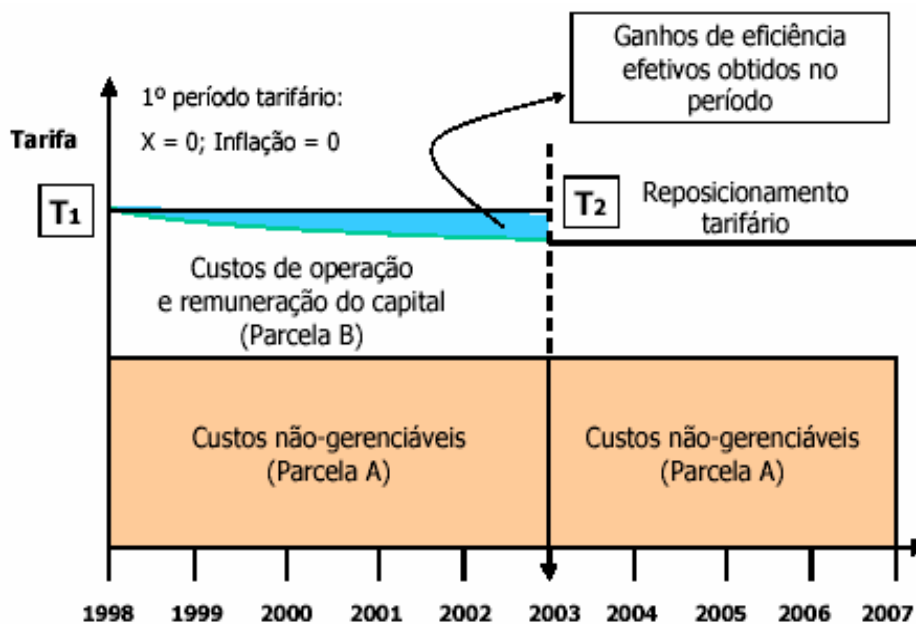 Ganhos de eficiência
efetivos obtidos no
período
1º período tarifário:
X = 0; Inflação = 0
Tarifa
T1
T2
Reposicionamento
tarifário
Custos de operação
e remuneração do capital
(Parcela B)
Custos não-gerenciáveis
(Parcela A)
Custos não-gerenciáveis
(Parcela A)
1998 1999 2000 2001 2002 2003 2004 2005 2006 2007